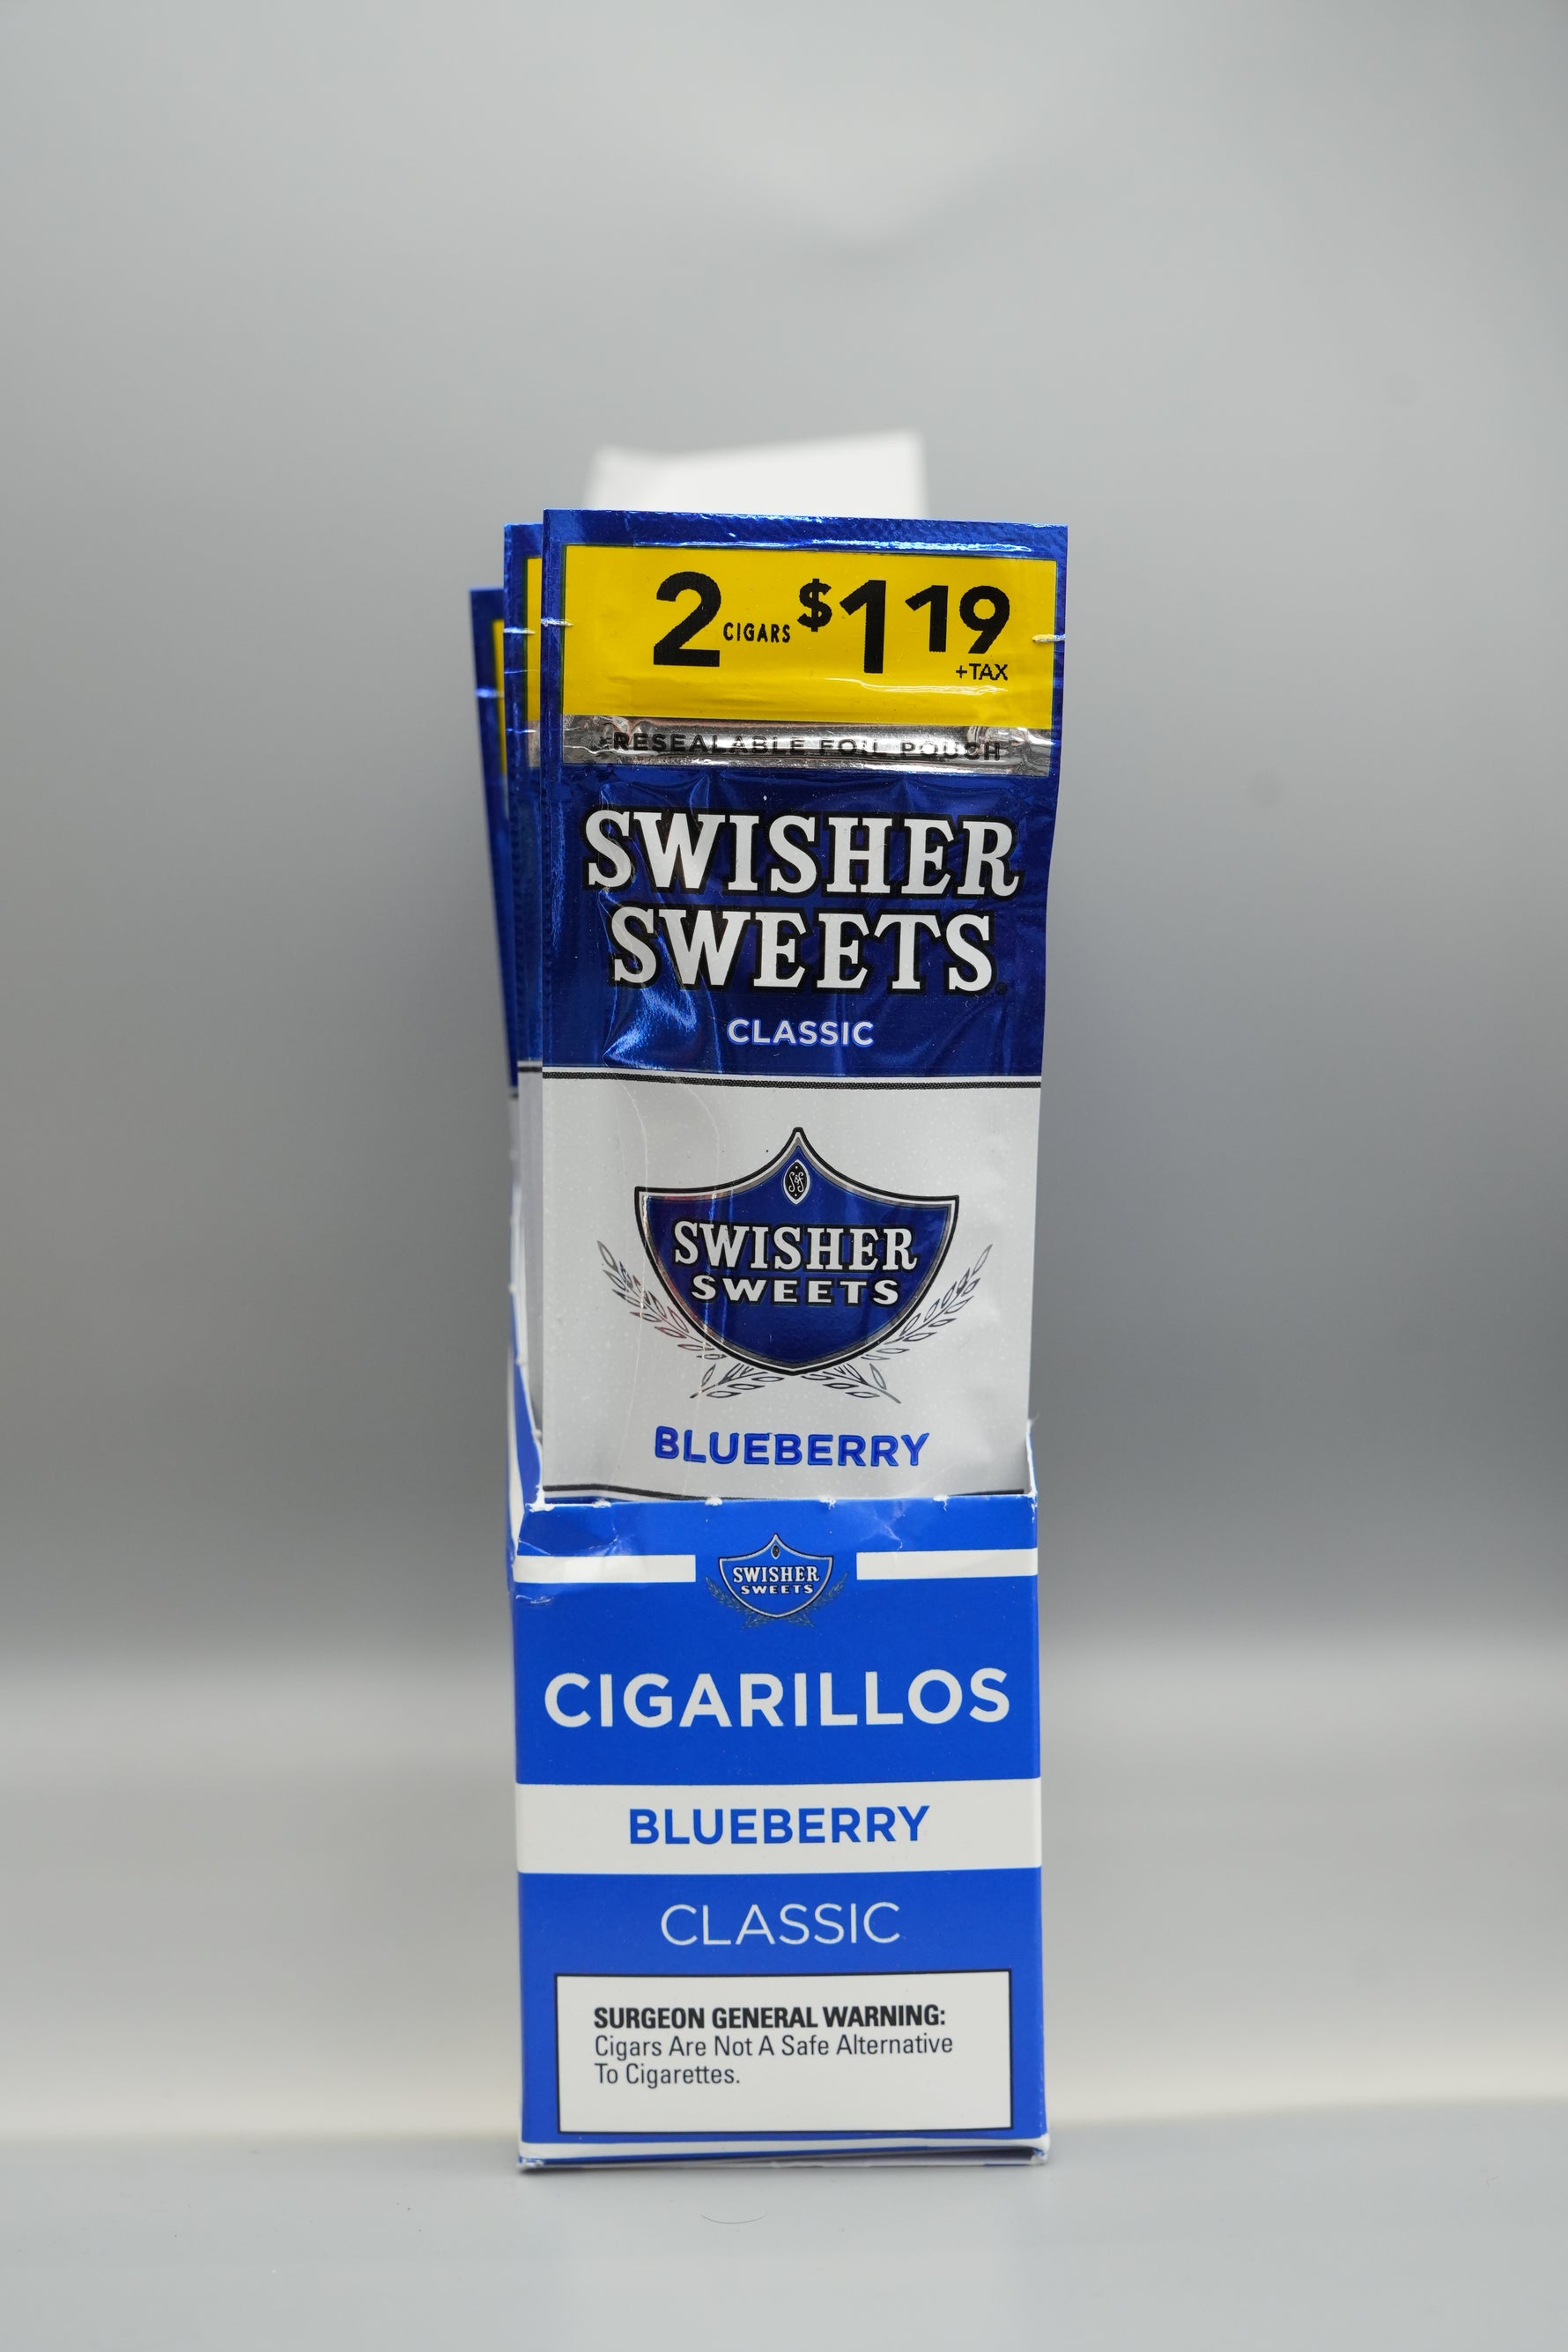 2 CIGARS $1 19
+TAX
RESEALABLE FOIL POUCH
SWISHER
SWEETS
CLASSIC
S&S
SWISHER
SWEETS
BLUEBERRY
SWISHER
SWEETS
CIGARILLOS
BLUEBERRY
CLASSIC
SURGEON GENERAL WARNING:
Cigars Are Not A Safe Alternative
To Cigarettes.